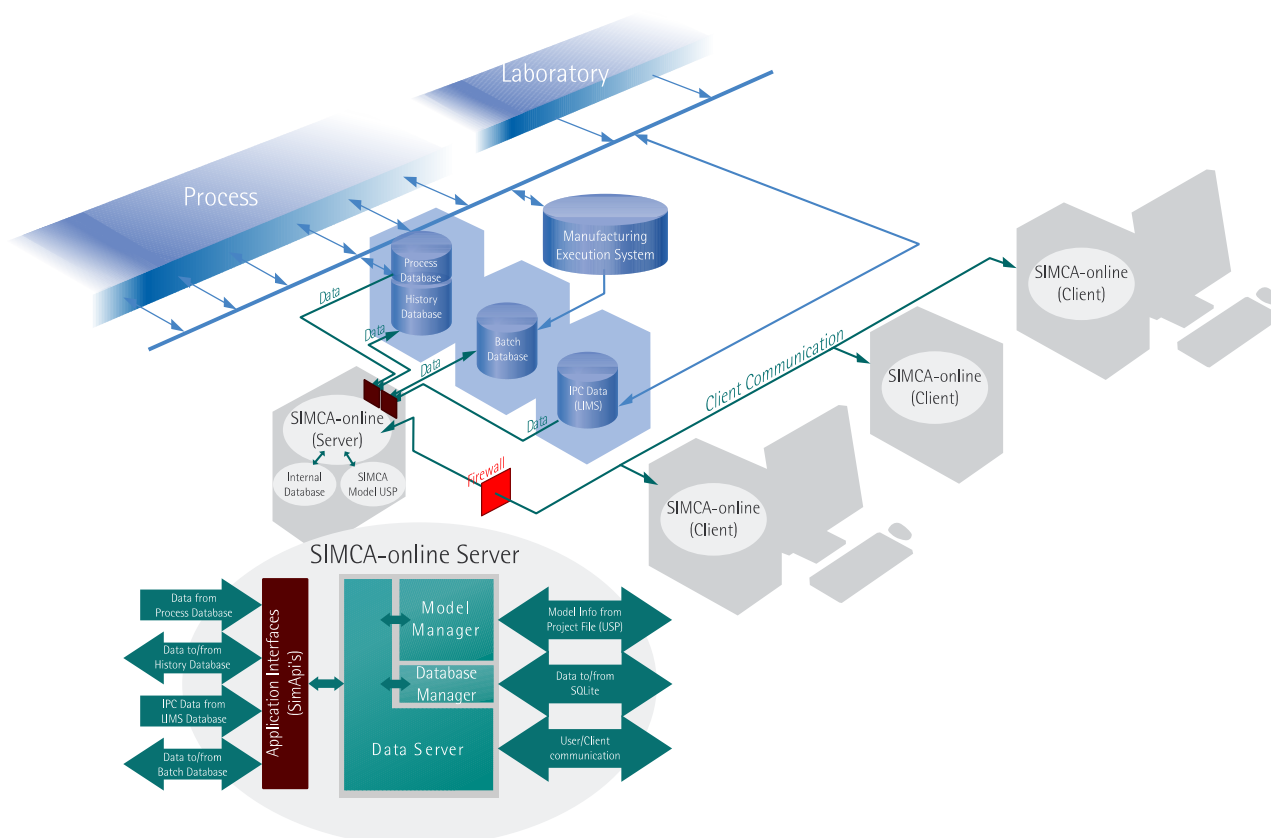 Laboratory
Process
Manufacturing
Execution System
Process
Database
History
Database
Data
Data
Data
Data
Batch
Database
IPC Data
(LIMS)
SIMCA-online
(Client)
SIMCA-online
(Client)
SIMCA-online
(Client)
Client Communication
Firewall
SIMCA-online
(Server)
Internal
Database
SIMCA
Model USP
SIMCA-online Server
Data from
Process Database
Data to/from
History Database
IPC Data from
LIMS Database
Data to/from
Batch Database
Application Interfaces
(SimApi's)
Model
Manager
Database
Manager
Data Server
Model Info from
Project File (USP)
Data to/from
SQLite
User/Client
communication